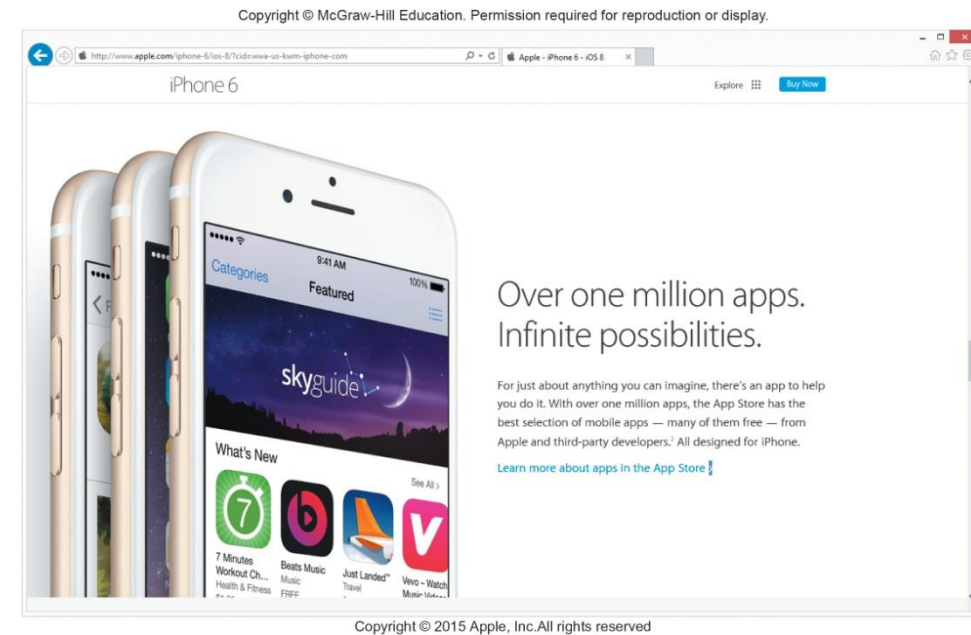 Copyright © McGraw-Hill Education. Permission required for reproduction or display.
http://www.apple.com/iphone-6/ios-8/?cid=wwa-us-kwm-iphone-com
Apple - iPhone 6 - iOS 8
iPhone 6
Explore
Buy Now
9:41 AM
100%
Categories
Featured
skyguide
What's New
See All >
7
7 Minutes
Workout Ch...
Health & Fitness
Beats Music
Music
FREE
Just Landed™
Travel
V
Vevo – Watch
Music Videos
Over one million apps.
Infinite possibilities.
For just about anything you can imagine, there's an app to help
you do it. With over one million apps, the App Store has the
best selection of mobile apps — many of them free — from
Apple and third-party developers.² All designed for iPhone.
Learn more about apps in the App Store >
Copyright © 2015 Apple, Inc.All rights reserved